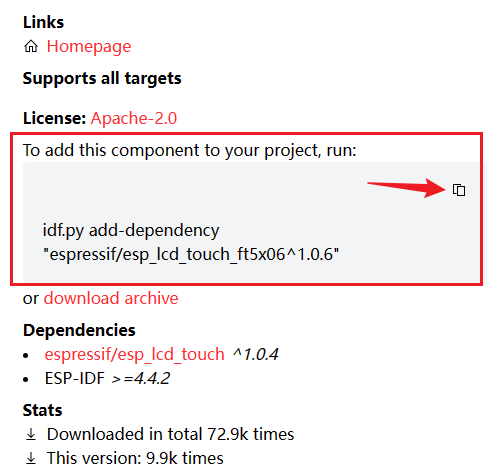 Links
Homepage
Supports all targets
License: Apache-2.0
To add this component to your project, run:
idf.py add-dependency
"espressif/esp_lcd_touch_ft5x06^1.0.6"
or download archive
Dependencies
• espressif/esp_lcd_touch ^1.0.4
• ESP-IDF >=4.4.2
Stats
Downloaded in total 72.9k times
This version: 9.9k times